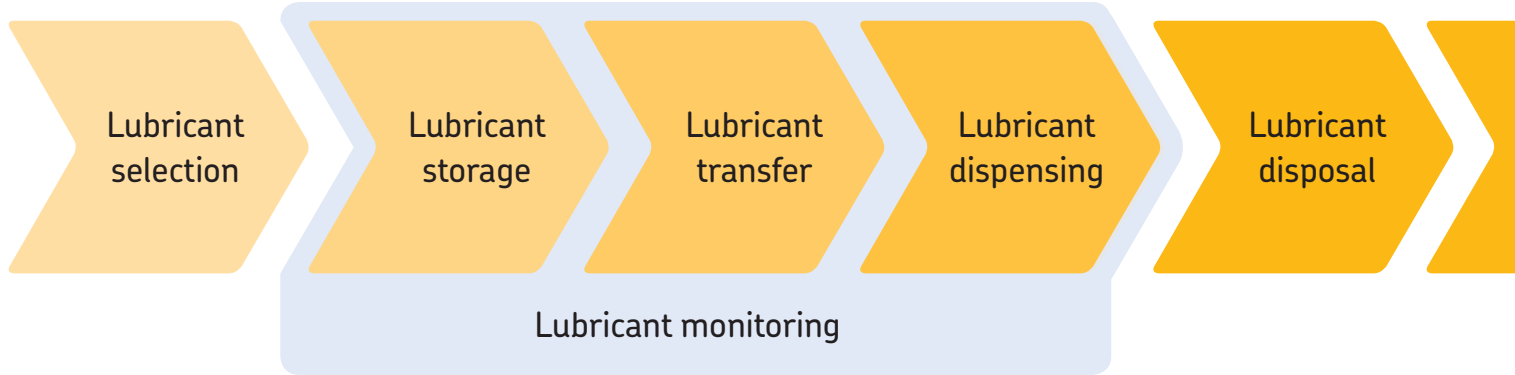 Lubricant
selection
Lubricant
storage
Lubricant
transfer
Lubricant
dispensing
Lubricant
disposal
Lubricant monitoring